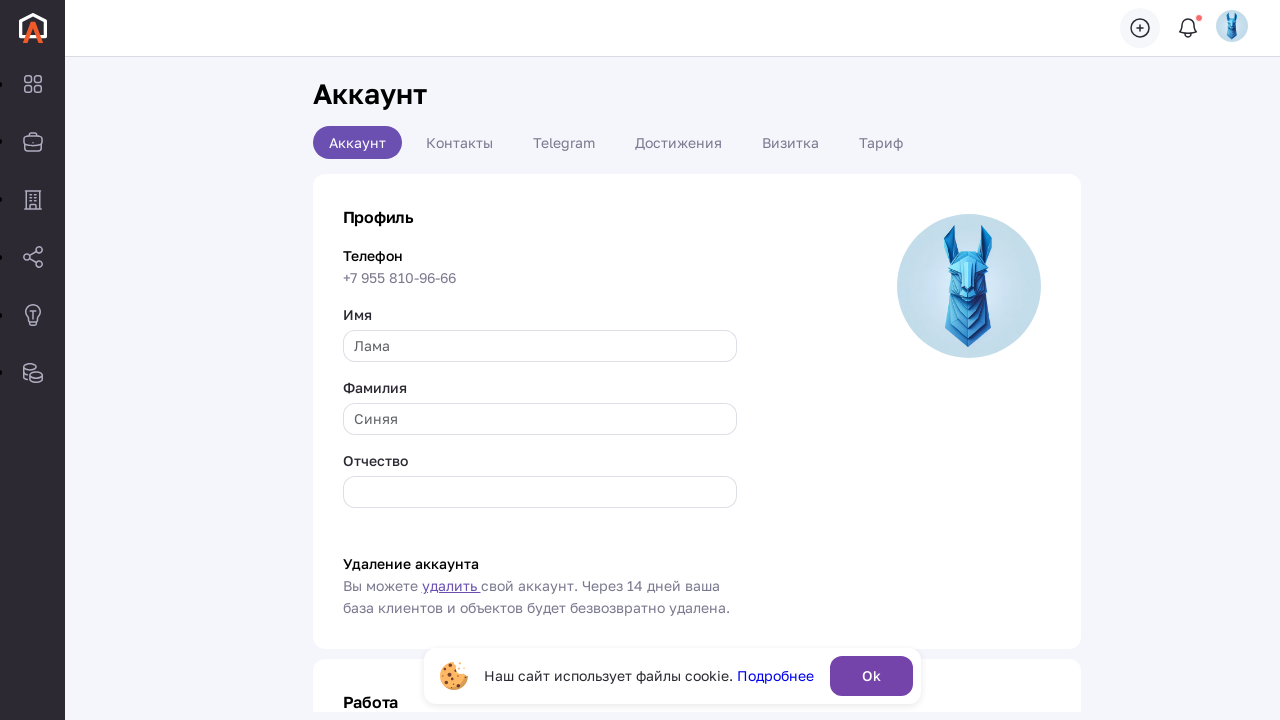 Аккаунт
Аккаунт
Контакты
Telegram
Достижения
Визитка
Тариф
Профиль
Телефон
+7 955 810-96-66
Имя
Лама
Фамилия
Синяя
Отчество
Удаление аккаунта
Вы можете удалить свой аккаунт. Через 14 дней ваша
база клиентов и объектов будет безвозвратно удалена.
Наш сайт использует файлы cookie. Подробнее
Ok
Работа